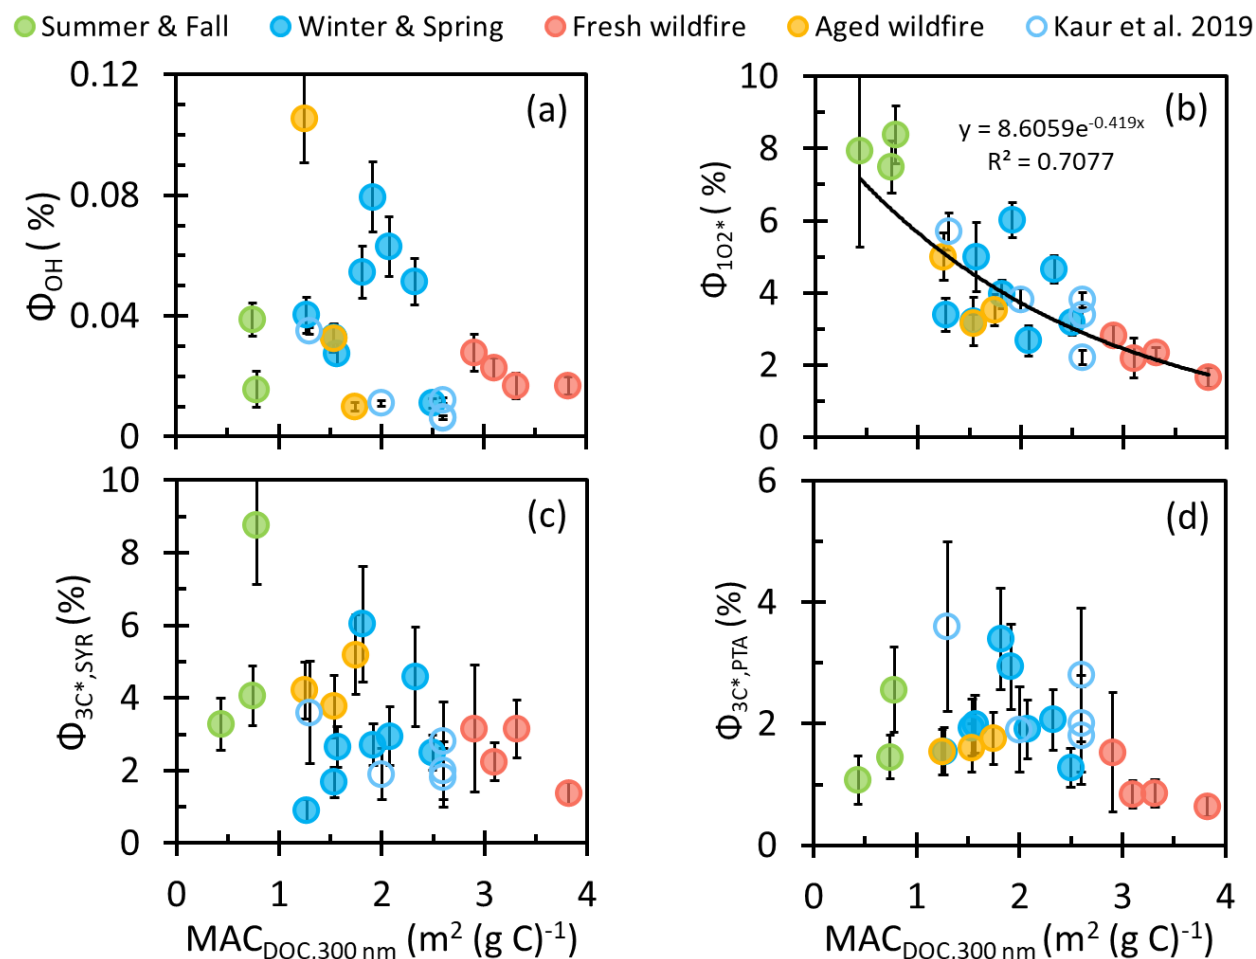 Summer & Fall Winter & Spring Fresh wildfire Aged wildfire Kaur et al. 2019
0.12
(a)
0.08
Φ_OH ( %)
0.04
0
10
(b)
y = 8.6059e^-0.419x
R² = 0.7077
8
6
Φ_1O2* ( %)
4
2
0
10
(c)
8
6
Φ_3C*,SYR (%)
4
2
0
0 1 2 3 4
MAC_DOC,300 nm (m² (g C)^-1)
6
(d)
4
Φ_3C*,PTA (%)
2
0
0 1 2 3 4
MAC_DOC,300 nm (m² (g C)^-1)